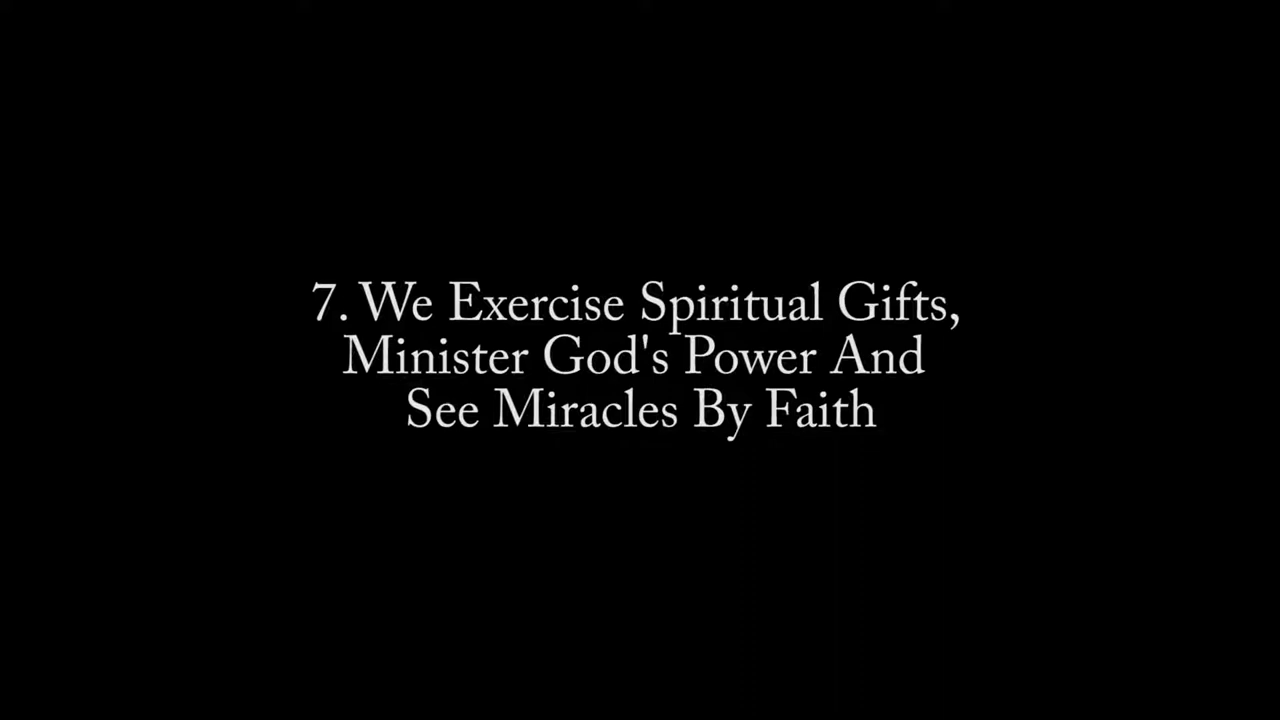 7. We Exercise Spiritual Gifts,
Minister God's Power And
See Miracles By Faith